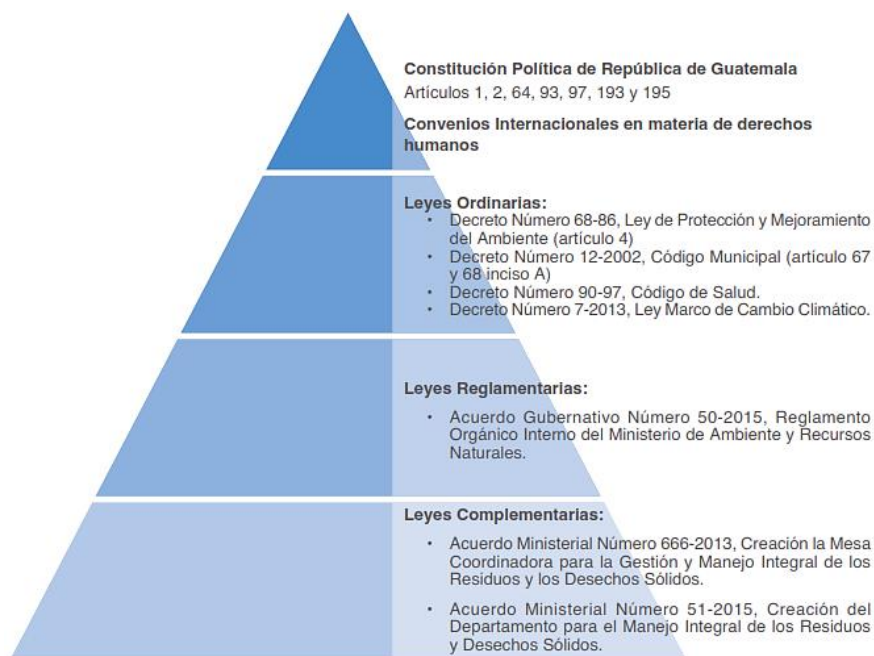 Constitución Política de República de Guatemala
Artículos 1, 2, 64, 93, 97, 193 y 195
Convenios Internacionales en materia de derechos
humanos
Leyes Ordinarias:
• Decreto Número 68-86, Ley de Protección y Mejoramiento
del Ambiente (artículo 4)
• Decreto Número 12-2002, Código Municipal (artículo 67
y 68 inciso A)
• Decreto Número 90-97, Código de Salud.
• Decreto Número 7-2013, Ley Marco de Cambio Climático.
Leyes Reglamentarias:
• Acuerdo Gubernativo Número 50-2015, Reglamento
Orgánico Interno del Ministerio de Ambiente y Recursos
Naturales.
Leyes Complementarias:
• Acuerdo Ministerial Número 666-2013, Creación la Mesa
Coordinadora para la Gestión y Manejo Integral de los
Residuos y los Desechos Sólidos.
• Acuerdo Ministerial Número 51-2015, Creación del
Departamento para el Manejo Integral de los Residuos
y Desechos Sólidos.